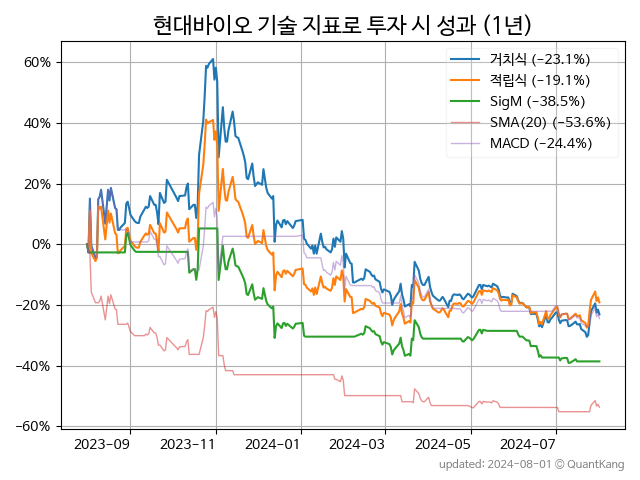 현대바이오 기술 지표로 투자 시 성과 (1년)
거치식 (−23.1%)
적립식 (−19.1%)
SigM (−38.5%)
SMA(20) (−53.6%)
MACD (−24.4%)
60%
40%
20%
0%
−20%
−40%
−60%
2023-09 2023-11 2024-01 2024-03 2024-05 2024-07
updated: 2024-08-01 © QuantKang